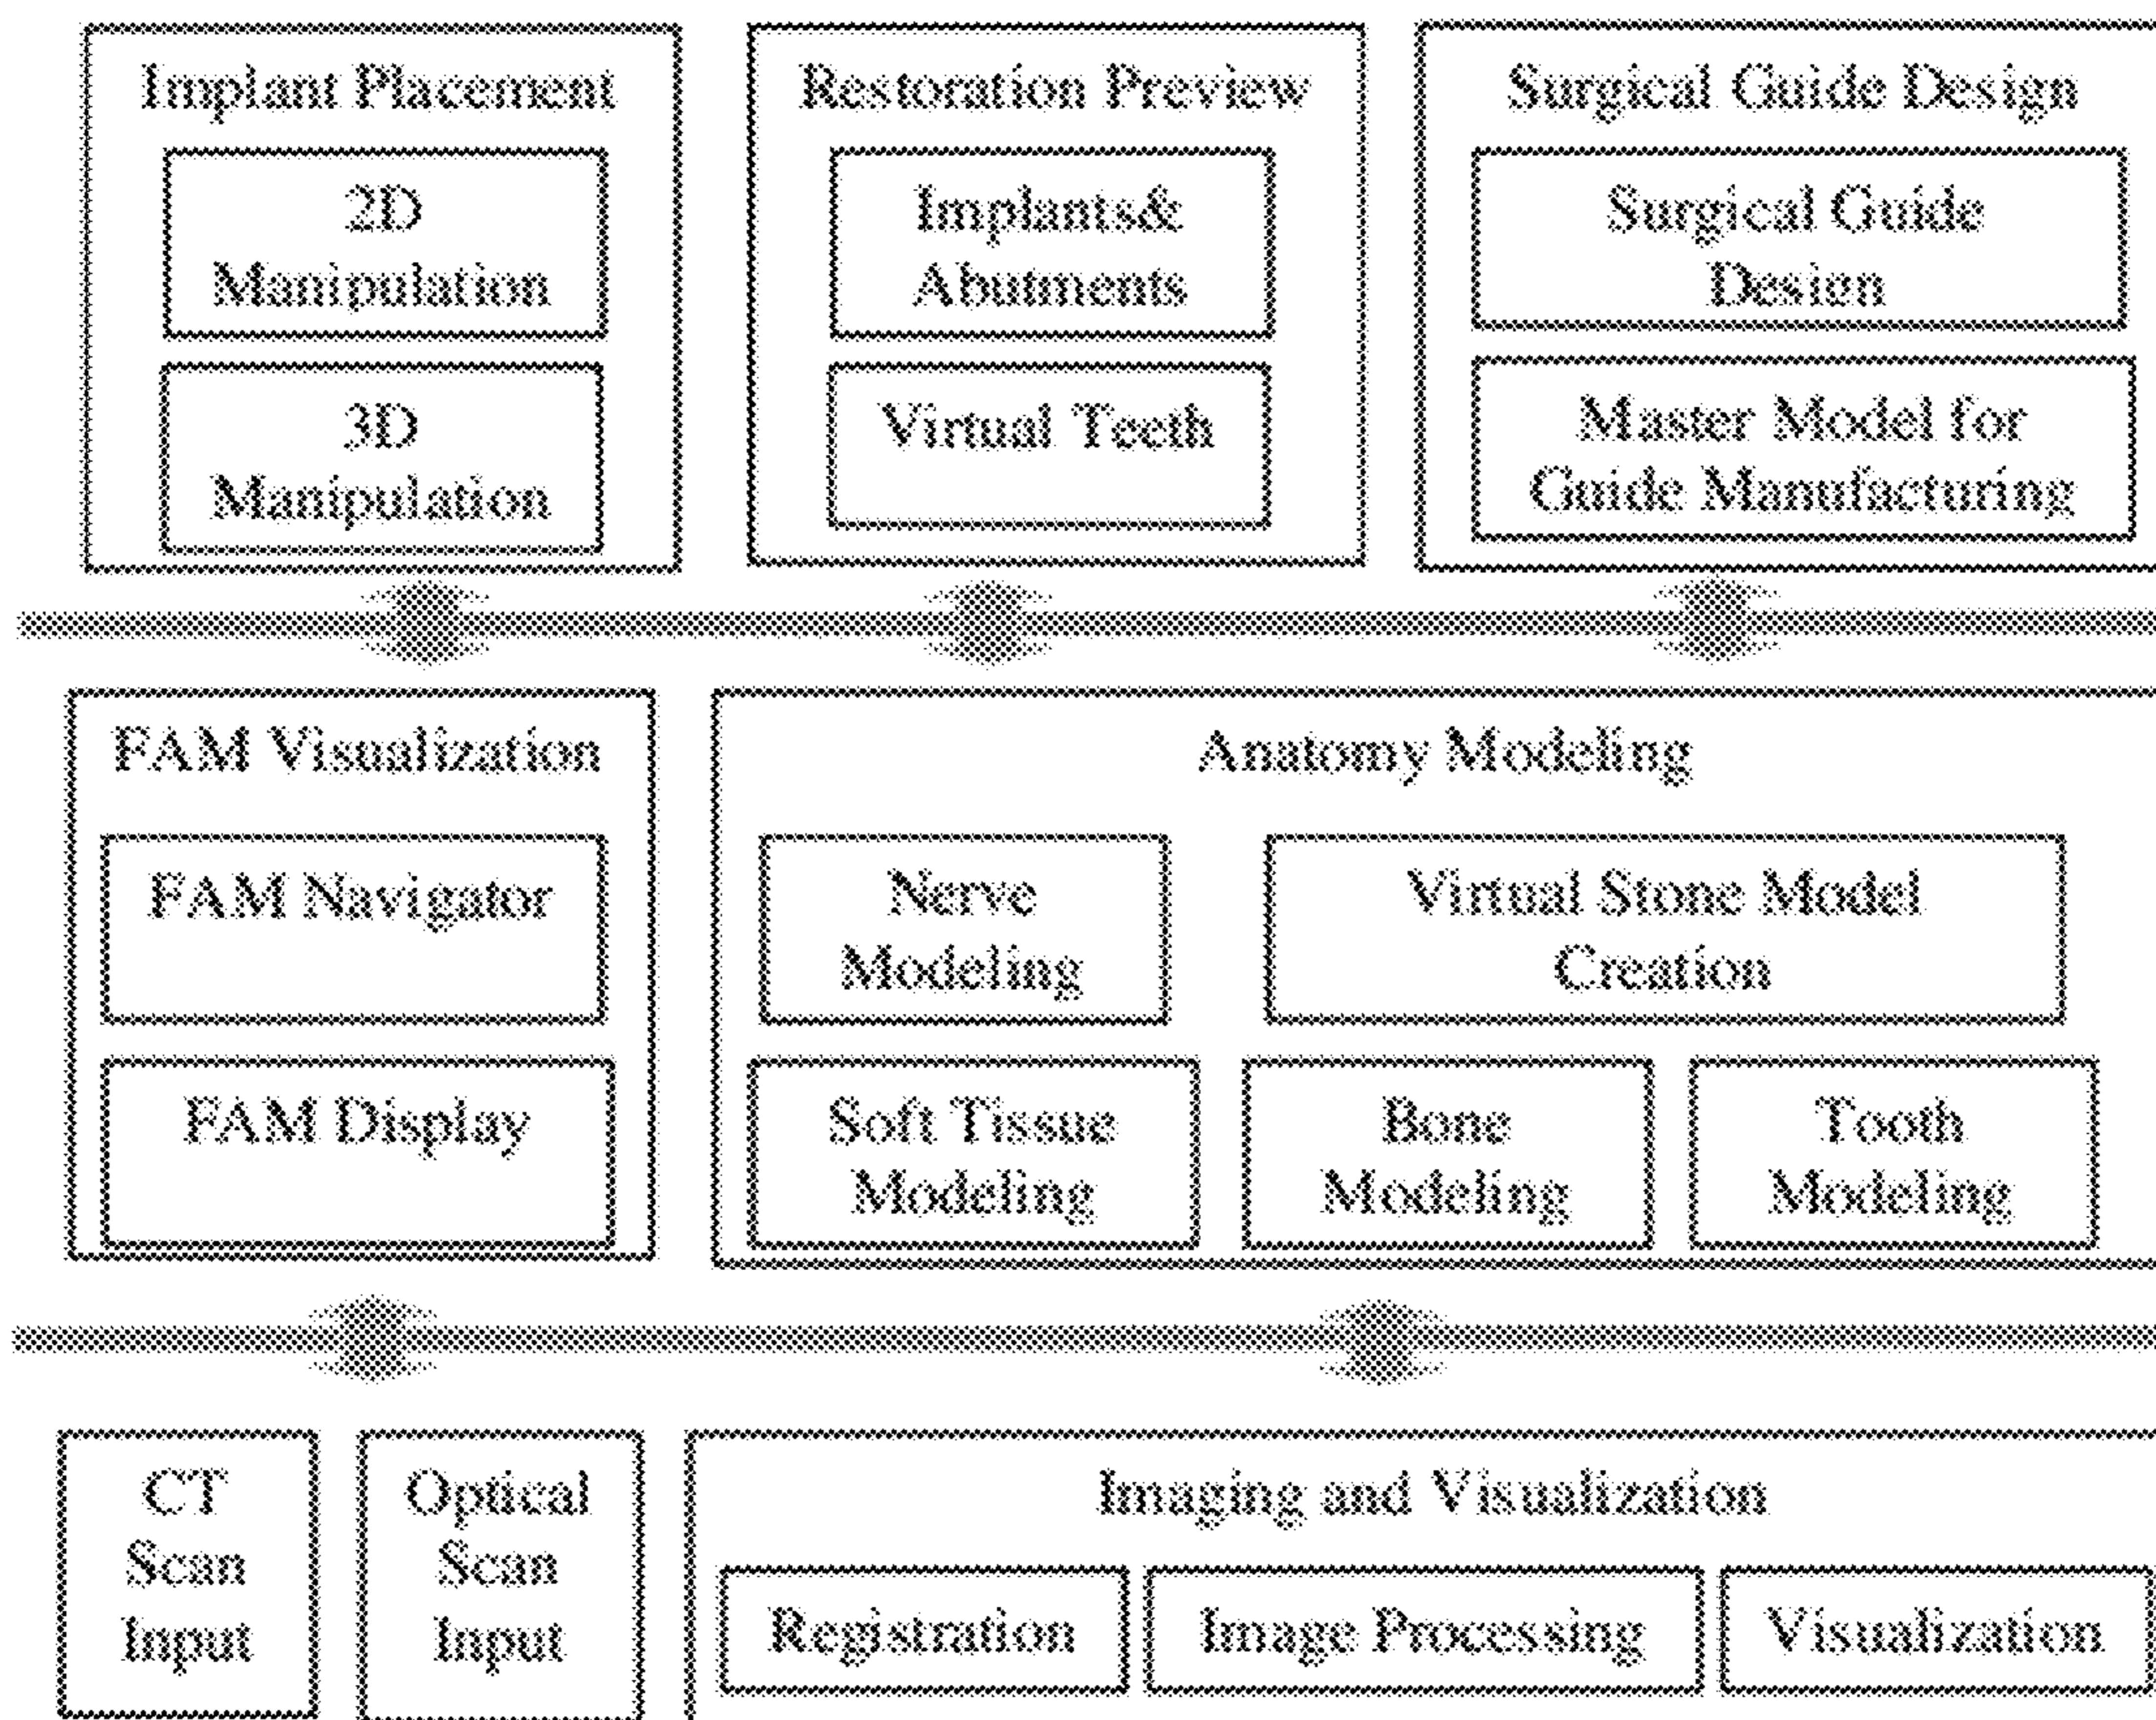 Implant Placement
2D
Manipulation
3D
Manipulation
Restoration Preview
Implants&
Abutments
Virtual Teeth
Surgical Guide Design
Surgical Guide
Design
Master Model for
Guide Manufacturing
FAM Visualization
FAM Navigator
FAM Display
Anatomy Modeling
Nerve
Modeling
Virtual Stone Model
Creation
Soft Tissue
Modeling
Bone
Modeling
Tooth
Modeling
CT
Scan
Input
Optical
Scan
Input
Imaging and Visualization
Registration
Image Processing
Visualization